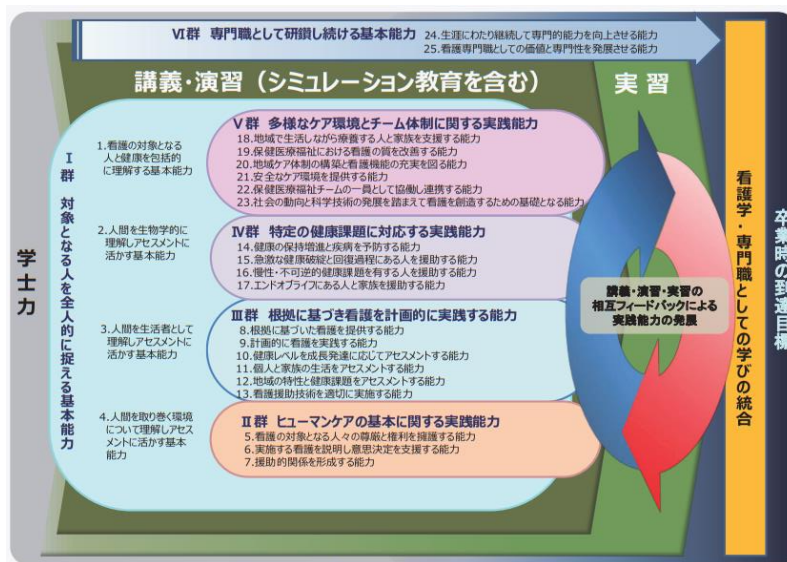 Ⅵ群 専門職として研鑽し続ける基本能力
24.生涯にわたり継続して専門的能力を向上させる能力
25.看護専門職としての価値と専門性を発展させる能力
講義・演習（シミュレーション教育を含む）
実習
学士力
Ⅰ群 対象となる人を全人的に捉える基本能力
1.看護の対象となる
人と健康を包括的
に理解する基本能力
2.人間を生物学的に
理解しアセスメントに
活かす基本能力
3.人間を生活者として
理解しアセスメントに
活かす基本能力
4.人間を取り巻く環境
について理解しアセス
メントに活かす基本
能力
Ⅴ群 多様なケア環境とチーム体制に関する実践能力
18.地域で生活しながら療養する人と家族を支援する能力
19.保健医療福祉における看護の質を改善する能力
20.地域ケア体制の構築と看護機能の充実を図る能力
21.安全なケア環境を提供する能力
22.保健医療福祉チームの一員として協働し連携する能力
23.社会の動向と科学技術の発展を踏まえて看護を創造するための基礎となる能力
Ⅳ群 特定の健康課題に対応する実践能力
14.健康の保持増進と疾病を予防する能力
15.急激な健康破綻と回復過程にある人を援助する能力
16.慢性・不可逆的健康課題を有する人を援助する能力
17.エンドオブライフにある人と家族を援助する能力
Ⅲ群 根拠に基づき看護を計画的に実践する能力
8.根拠に基づいた看護を提供する能力
9.計画的に看護を実践する能力
10.健康レベルを成長発達に応じてアセスメントする能力
11.個人と家族の生活をアセスメントする能力
12.地域の特性と健康課題をアセスメントする能力
13.看護援助技術を適切に実施する能力
Ⅱ群 ヒューマンケアの基本に関する実践能力
5.看護の対象となる人々の尊厳と権利を擁護する能力
6.実施する看護を説明し意思決定を支援する能力
7.援助的関係を形成する能力
講義・演習・実習の
相互フィードバックによる
実践能力の発展
看護学・専門職としての学びの統合
卒業時の到達目標